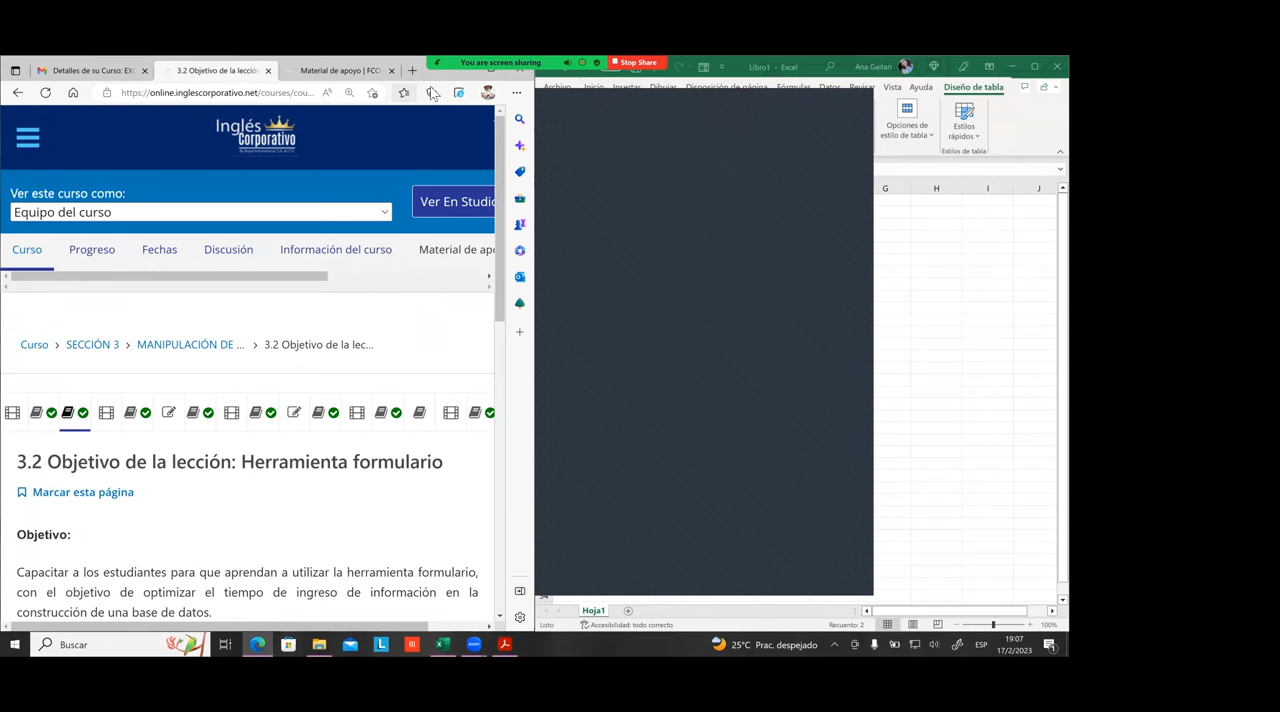 You are screen sharing
Stop Share
Detalles de su Curso: EXC
3.2 Objetivo de la lección
Material de apoyo | FCO
Libro1 - Excel
Ana Gaitan
https://online.inglescorporativo.net/courses/cou...
Archivo Inicio Insertar Dibujar Disposición de página Fórmulas Datos Revisar Vista Ayuda Diseño de tabla
Opciones de estilo de tabla
Estilos rápidos
Estilos de tabla
Inglés
Corporativo
Ver este curso como:
Equipo del curso
Ver En Studio
G H I J
Curso Progreso Fechas Discusión Información del curso Material de apo
Curso > SECCIÓN 3 > MANIPULACIÓN DE ... > 3.2 Objetivo de la lec...
3.2 Objetivo de la lección: Herramienta formulario
Marcar esta página
Objetivo:
Capacitar a los estudiantes para que aprendan a utilizar la herramienta formulario,
con el objetivo de optimizar el tiempo de ingreso de información en la
construcción de una base de datos.
Hoja1
Listo
Accesibilidad: todo correcto
Recuento: 2
100%
Buscar
25°C Prac. despejado
ESP
19:07
17/2/2023